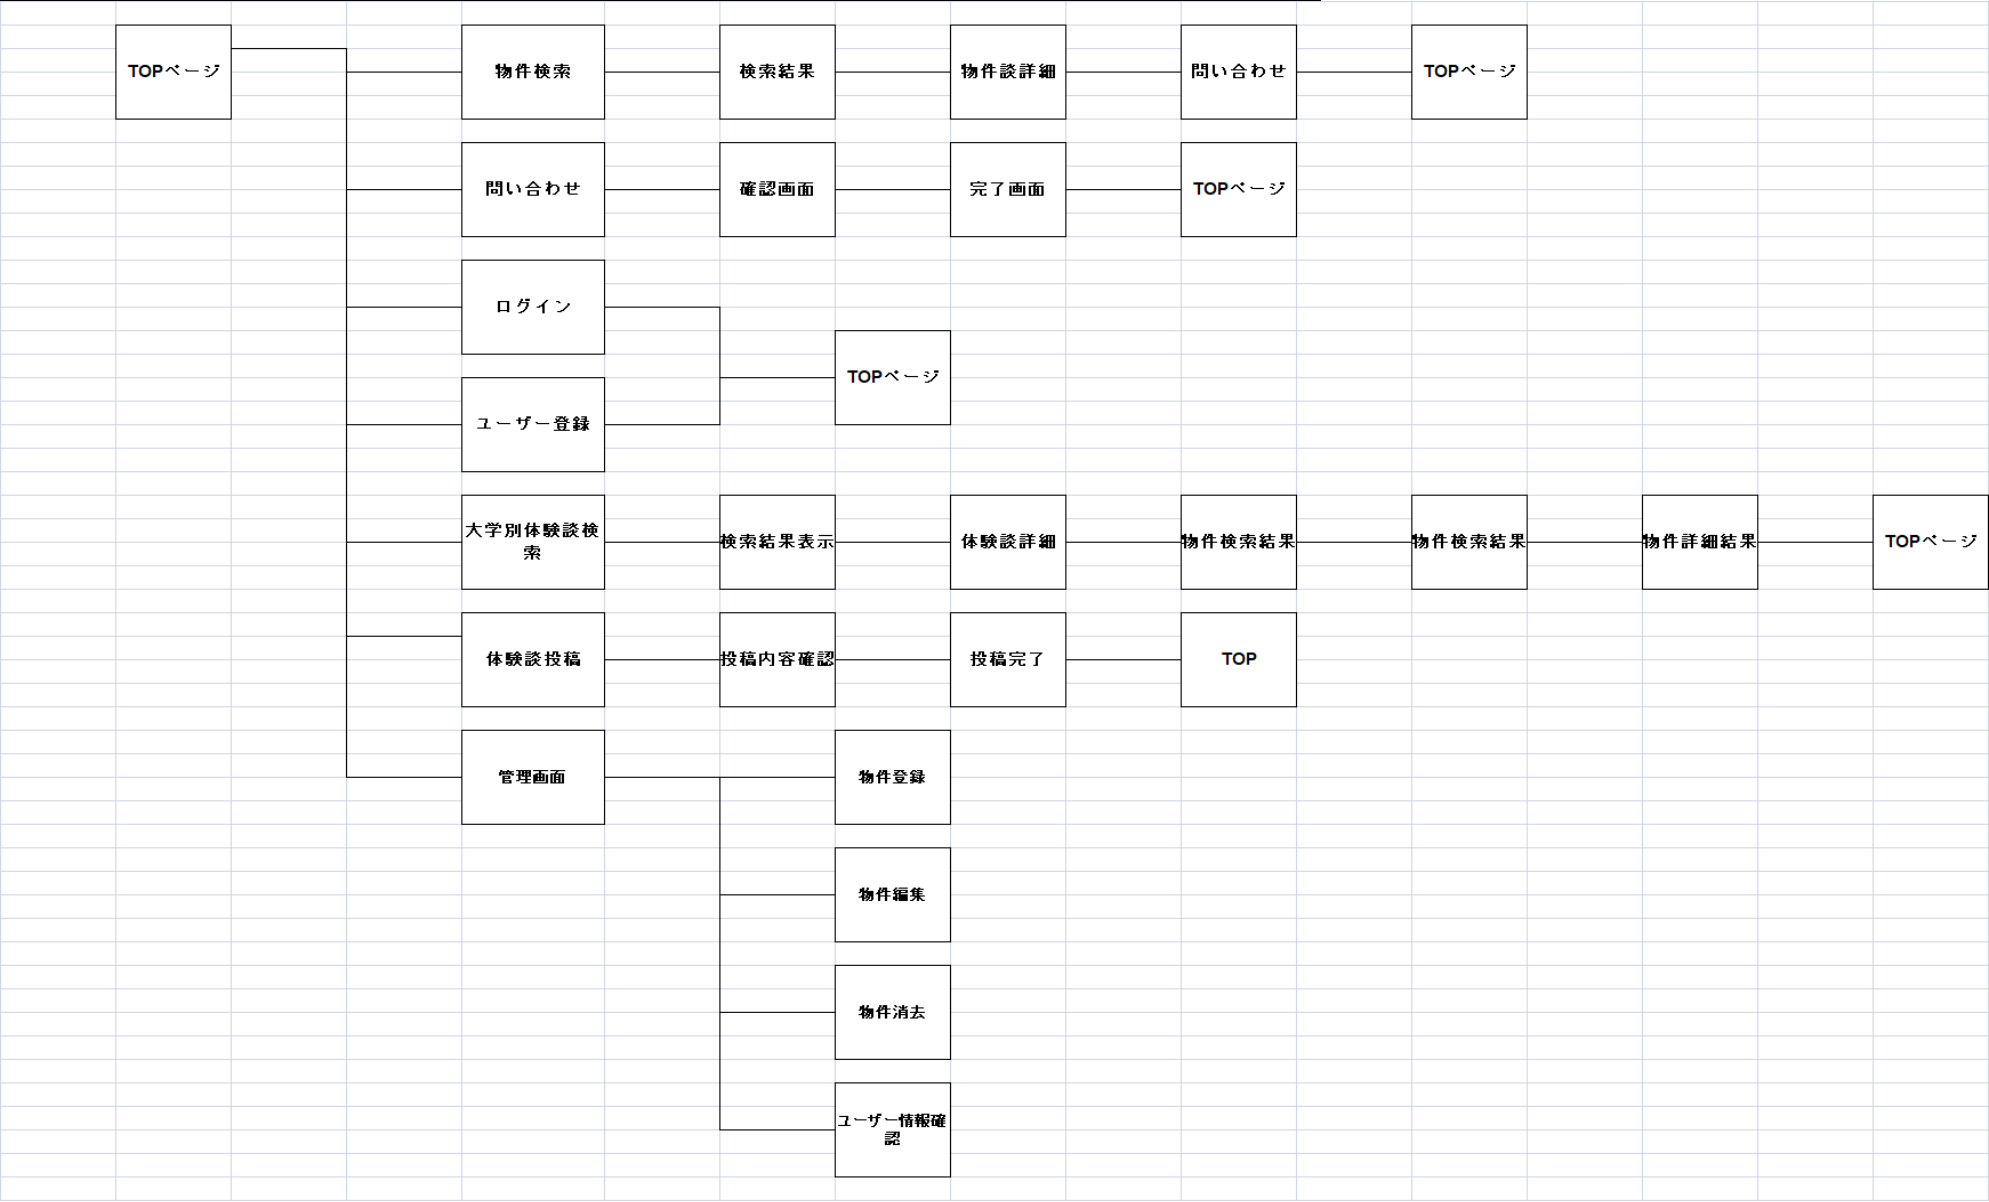 TOPページ
物件検索
検索結果
物件談詳細
問い合わせ
TOPページ
問い合わせ
確認画面
完了画面
TOPページ
ログイン
TOPページ
ユーザー登録
大学別体験談検
索
検索結果表示
体験談詳細
物件検索結果
物件検索結果
物件詳細結果
TOPページ
体験談投稿
投稿内容確認
投稿完了
TOP
管理画面
物件登録
物件編集
物件消去
ユーザー情報確
認